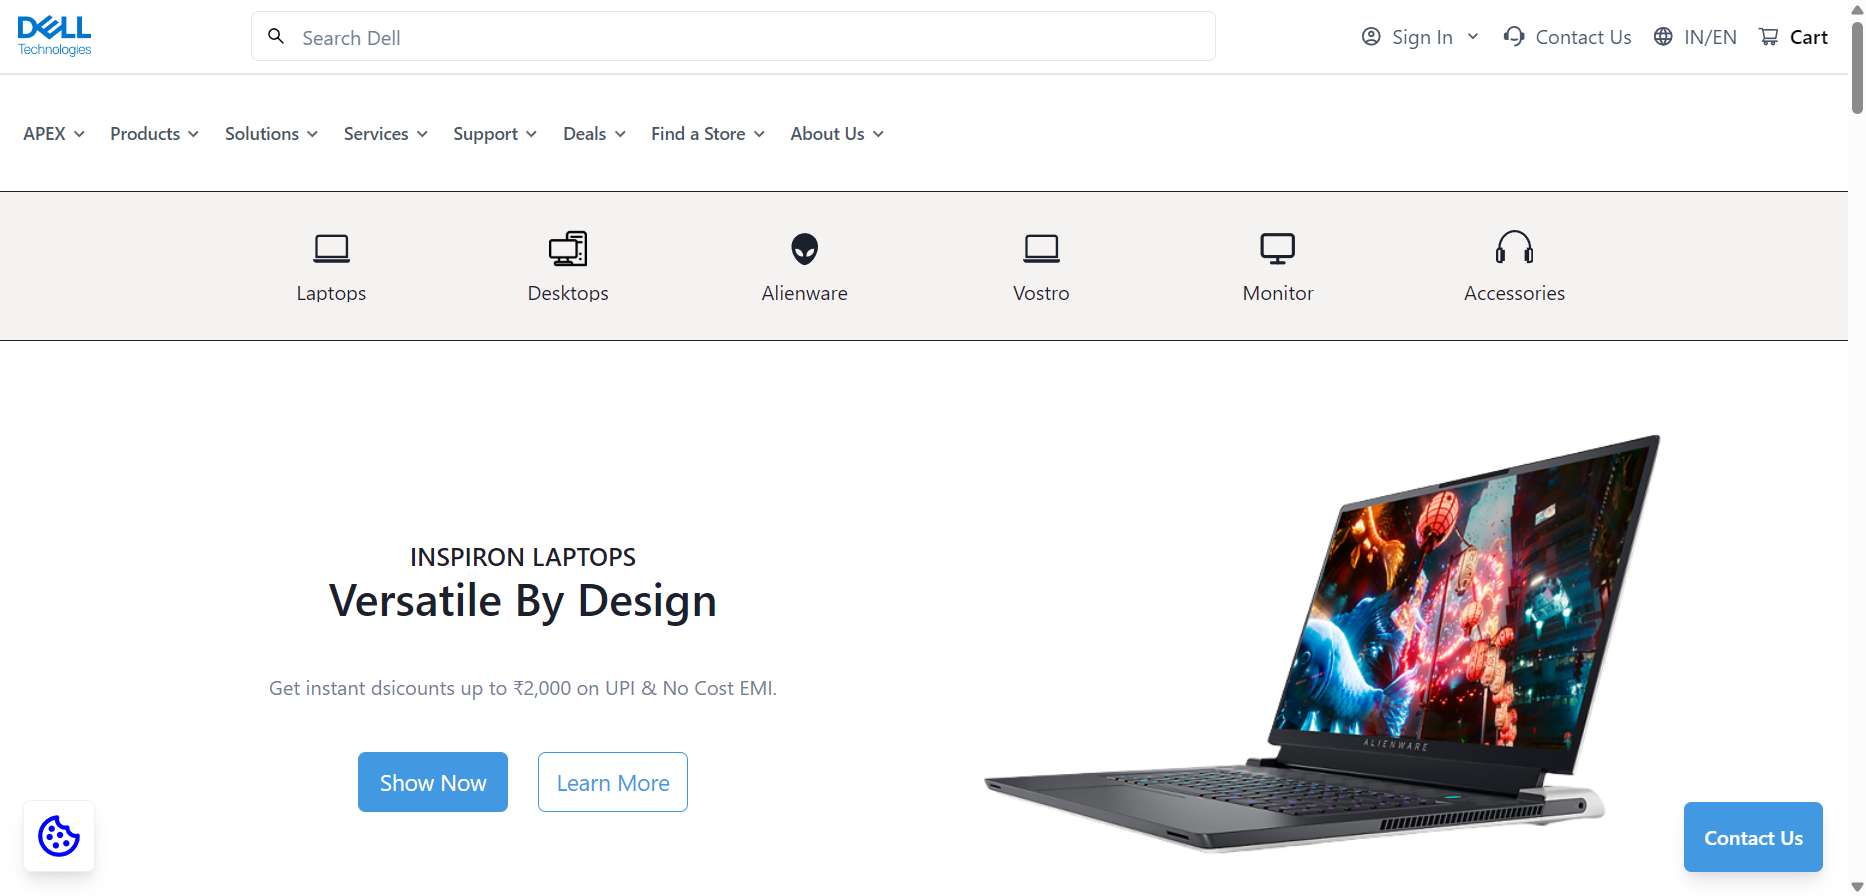 DELL
Technologies
Search Dell
Sign In
Contact Us
IN/EN
Cart
APEX
Products
Solutions
Services
Support
Deals
Find a Store
About Us
Laptops
Desktops
Alienware
Vostro
Monitor
Accessories
INSPIRON LAPTOPS
Versatile By Design
Get instant dsicounts up to ₹2,000 on UPI & No Cost EMI.
Show Now
Learn More
ALIENWARE
Contact Us